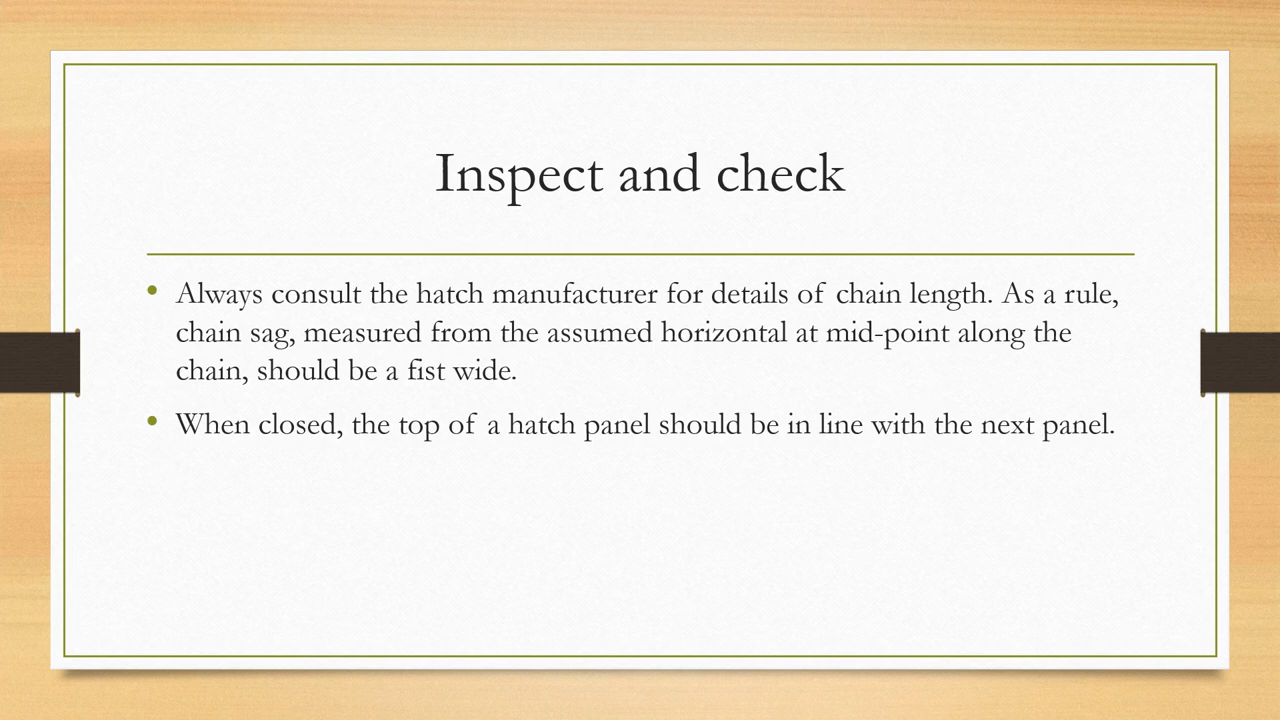 Inspect and check
• Always consult the hatch manufacturer for details of chain length. As a rule,
chain sag, measured from the assumed horizontal at mid-point along the
chain, should be a fist wide.
• When closed, the top of a hatch panel should be in line with the next panel.